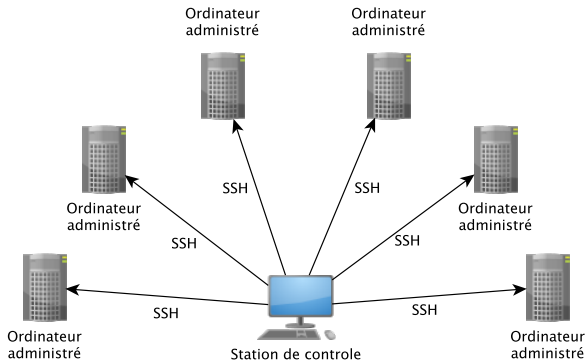 Ordinateur
administré
Ordinateur
administré
Ordinateur
administré
Ordinateur
administré
SSH
SSH
SSH
SSH
Ordinateur
administré
SSH
SSH
Ordinateur
administré
Station de controle